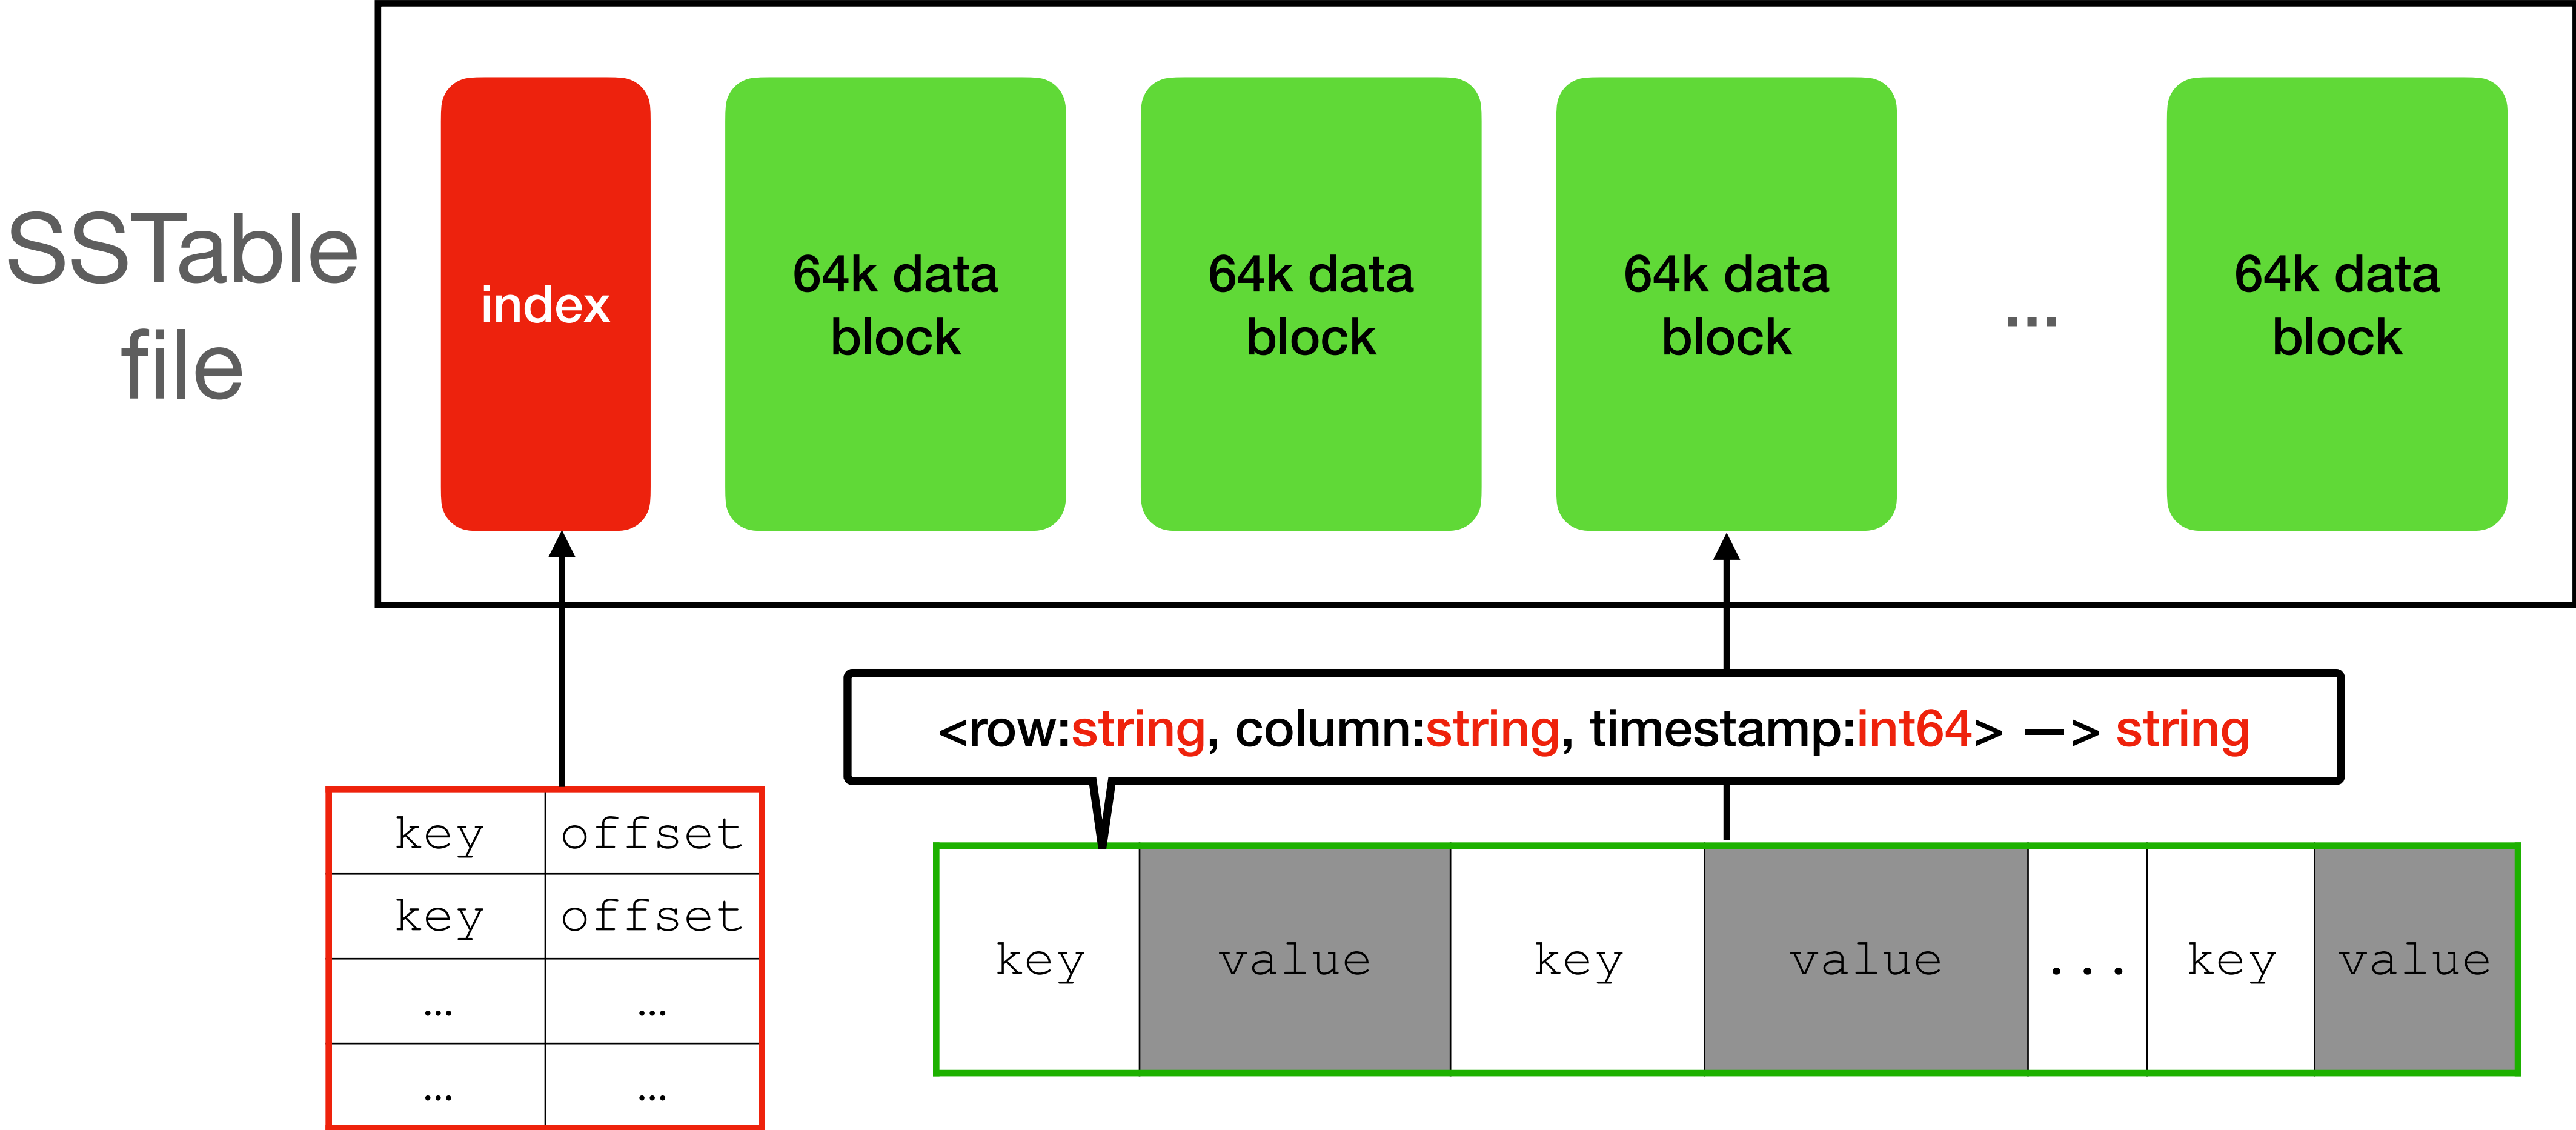 SSTable
file
index
64k data
block
64k data
block
64k data
block
...
64k data
block
<row:string, column:string, timestamp:int64> —> string
key offset
key offset
... ...
... ...
key value key value ... key value